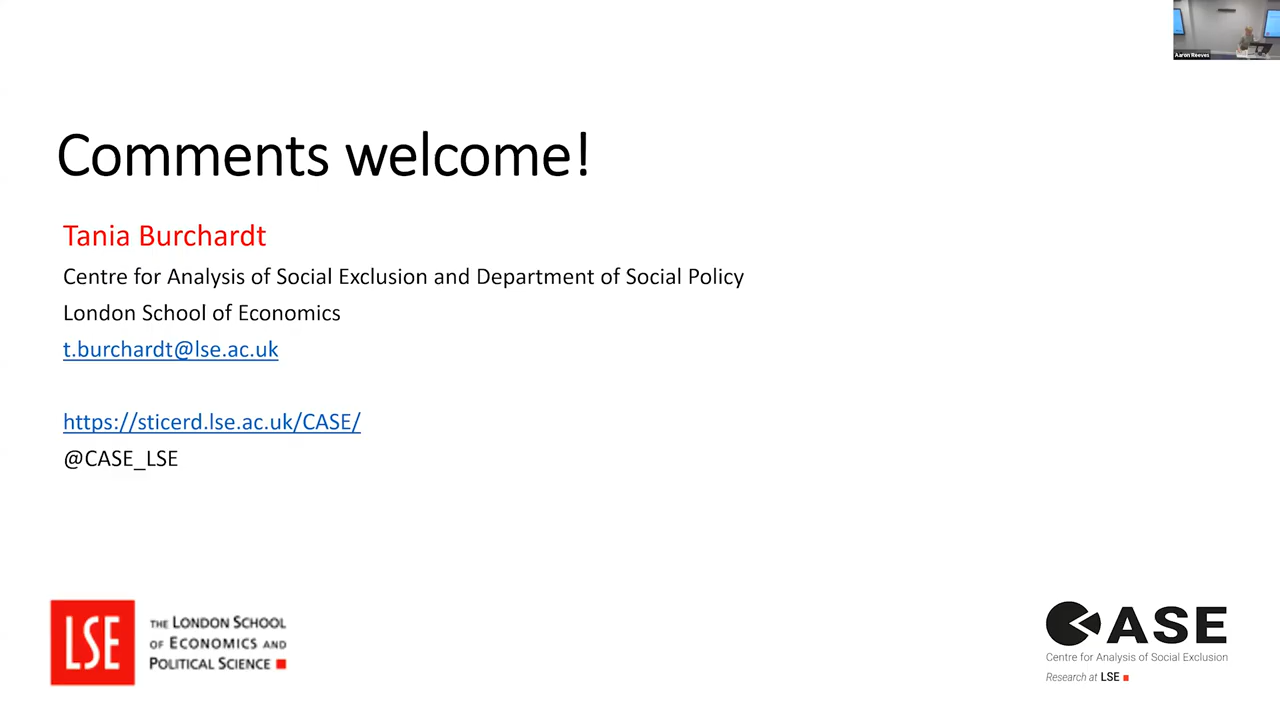 Aaron Reeves
Comments welcome!
Tania Burchardt
Centre for Analysis of Social Exclusion and Department of Social Policy
London School of Economics
t.burchardt@lse.ac.uk
https://sticerd.lse.ac.uk/CASE/
@CASE_LSE
LSE
THE LONDON SCHOOL
OF ECONOMICS AND
POLITICAL SCIENCE
CASE
Centre for Analysis of Social Exclusion
Research at LSE